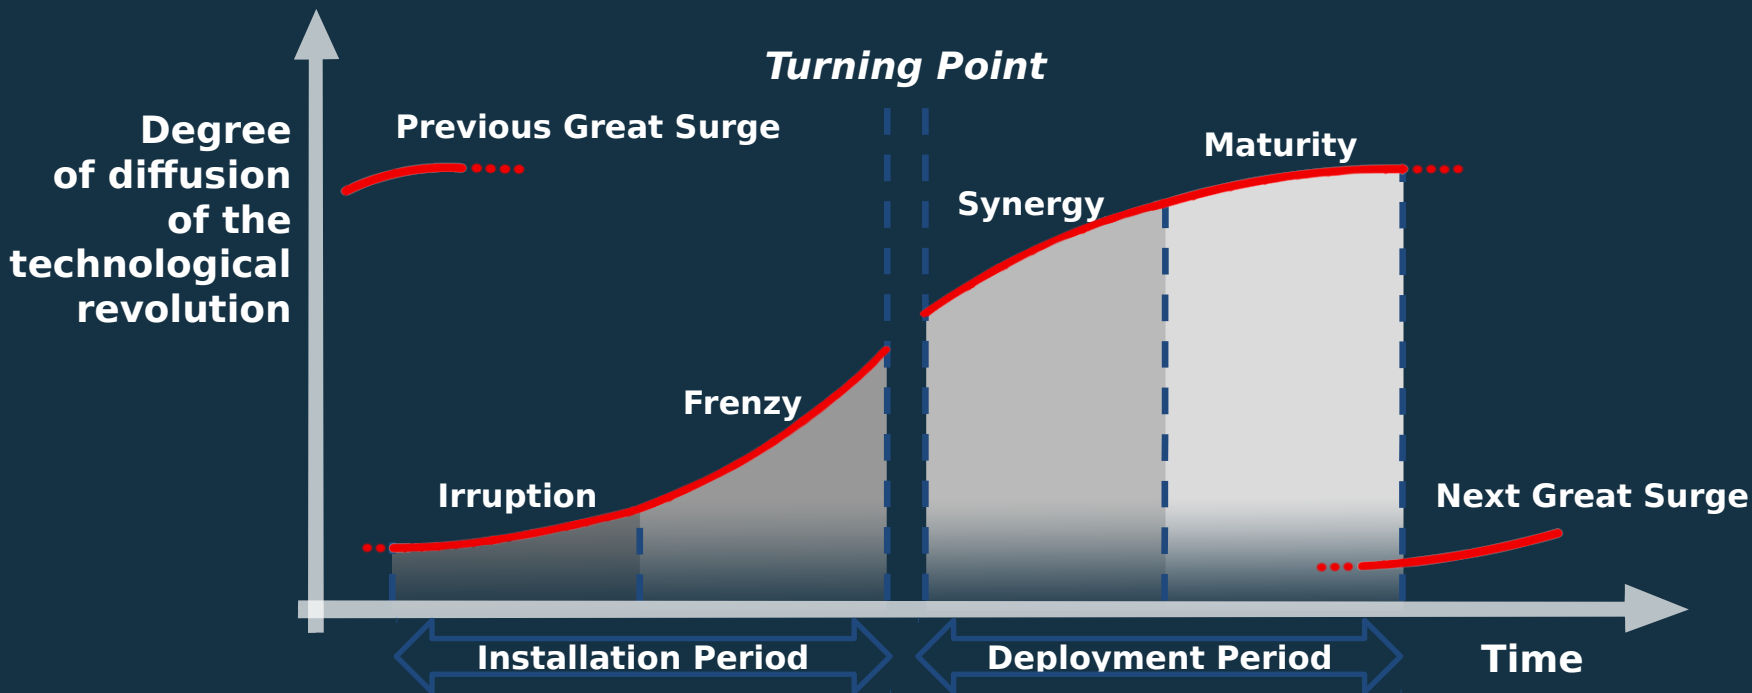 Turning Point
Degree
of diffusion
of the
technological
revolution
Previous Great Surge
Maturity
Synergy
Frenzy
Irruption
Next Great Surge
Installation Period
Deployment Period
Time